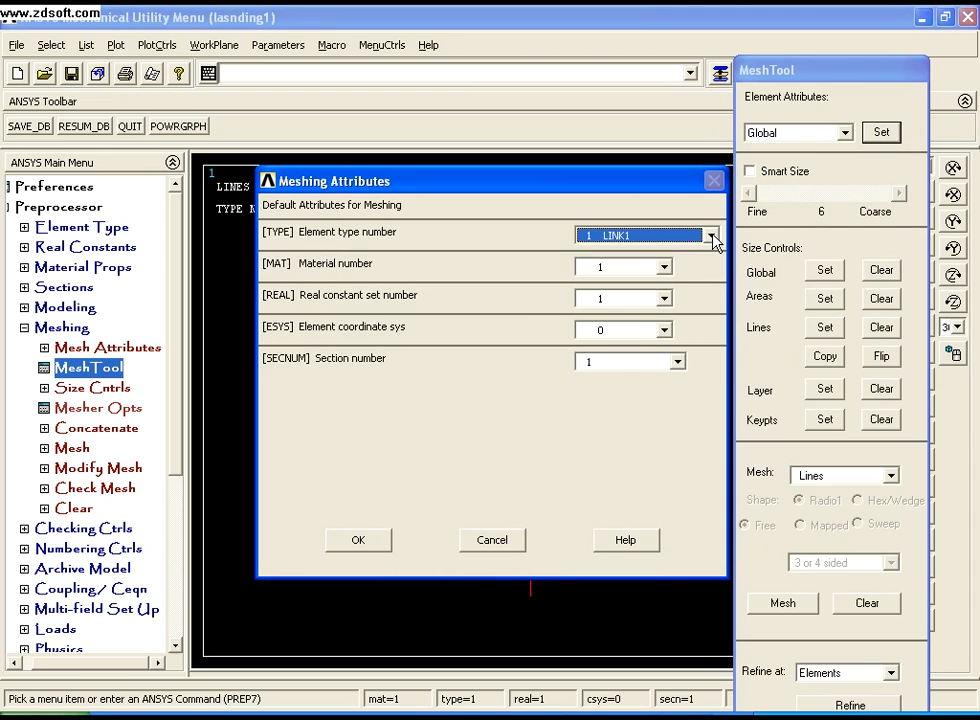 www.zdsoft.com
Mechanical Utility Menu (lasnding1)
File Select List Plot PlotCtrls WorkPlane Parameters Macro MenuCtrls Help
ANSYS Toolbar
SAVE_DB RESUM_DB QUIT POWRGRPH
ANSYS Main Menu
Preferences
Preprocessor
Element Type
Real Constants
Material Props
Sections
Modeling
Meshing
Mesh Attributes
MeshTool
Size Cntrls
Mesher Opts
Concatenate
Mesh
Modify Mesh
Check Mesh
Clear
Checking Ctrls
Numbering Ctrls
Archive Model
Coupling/ Ceqn
Multi-field Set Up
Loads
Physics
1
LINES
TYPE N
Meshing Attributes
Default Attributes for Meshing
[TYPE] Element type number 1 LINK1
[MAT] Material number 1
[REAL] Real constant set number 1
[ESYS] Element coordinate sys 0
[SECNUM] Section number 1
OK Cancel Help
MeshTool
Element Attributes:
Global Set
Smart Size
Fine 6 Coarse
Size Controls:
Global Set Clear
Areas Set Clear
Lines Set Clear
Copy Flip
Layer Set Clear
Keypts Set Clear
Mesh: Lines
Shape: Radio1 Hex/Wedge
Free Mapped Sweep
3 or 4 sided
Mesh Clear
Refine at: Elements
Refine
Pick a menu item or enter an ANSYS Command (PREP7) mat=1 type=1 real=1 csys=0 secn=1